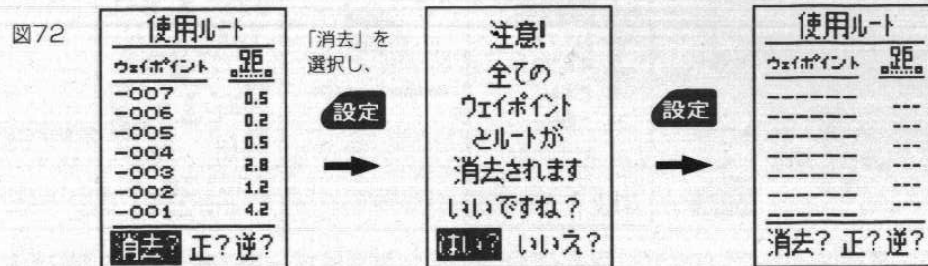 図72
使用ルート
ウェイポイント 距
-007 0.5
-006 0.2
-005 0.5
-004 2.8
-003 1.2
-002 4.2
-001
消去? 正? 逆?
「消去」を
選択し、
設定
注意!
全ての
ウェイポイント
とルートが
消去されます
いいですね?
はい? いいえ?
設定
使用ルート
ウェイポイント 距
------ ---
------ ---
------ ---
------ ---
------ ---
------ ---
------
消去? 正? 逆?